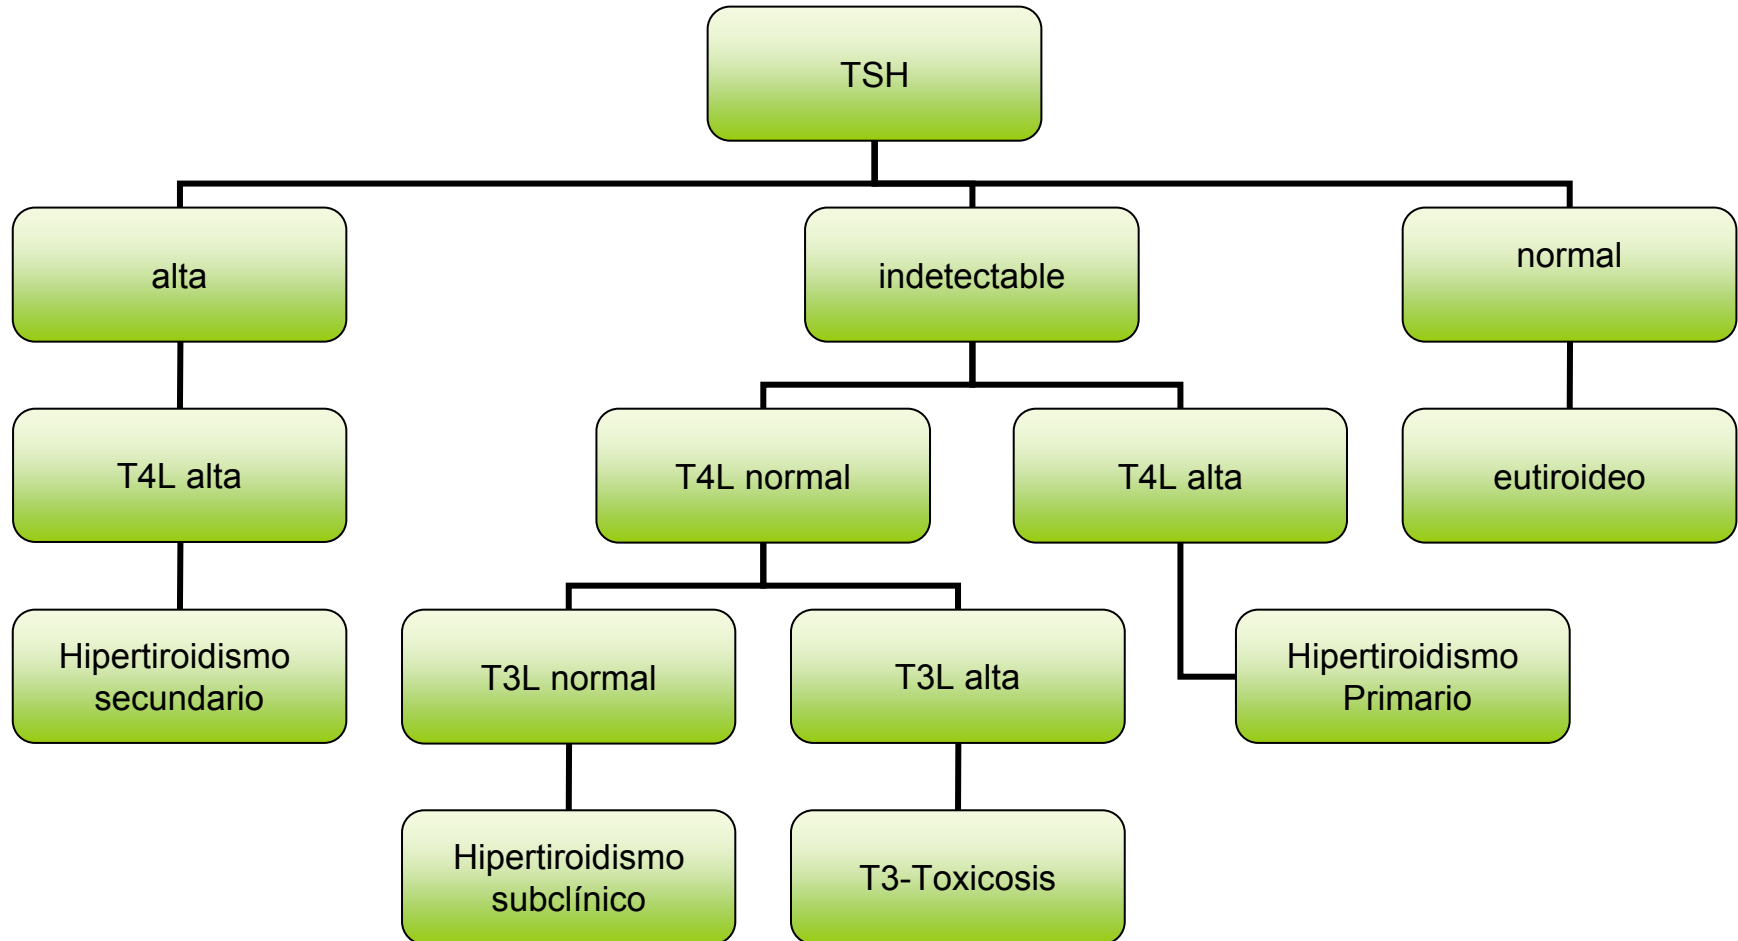 TSH
alta
indetectable
normal
T4L alta
T4L normal
T4L alta
eutiroideo
Hipertiroidismo
secundario
T3L normal
T3L alta
Hipertiroidismo
Primario
Hipertiroidismo
subclínico
T3-Toxicosis